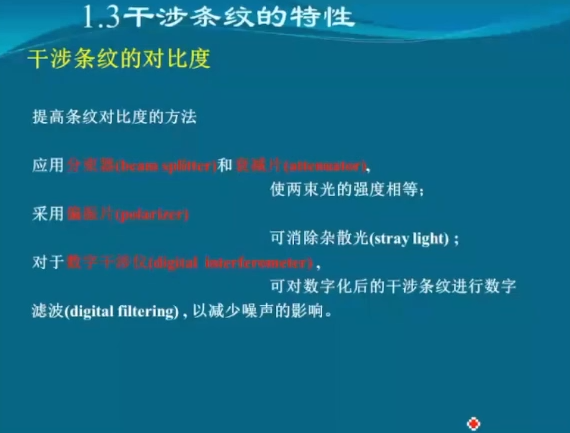 1.3干涉条纹的特性
干涉条纹的对比度
提高条纹对比度的方法
应用分束器(beam splitter)和衰减片(attenuator),
使两束光的强度相等;
采用偏振片(polarizer)
可消除杂散光(stray light) ;
对于数字干涉仪(digital interferometer) ,
可对数字化后的干涉条纹进行数字
滤波(digital filtering) , 以减少噪声的影响。